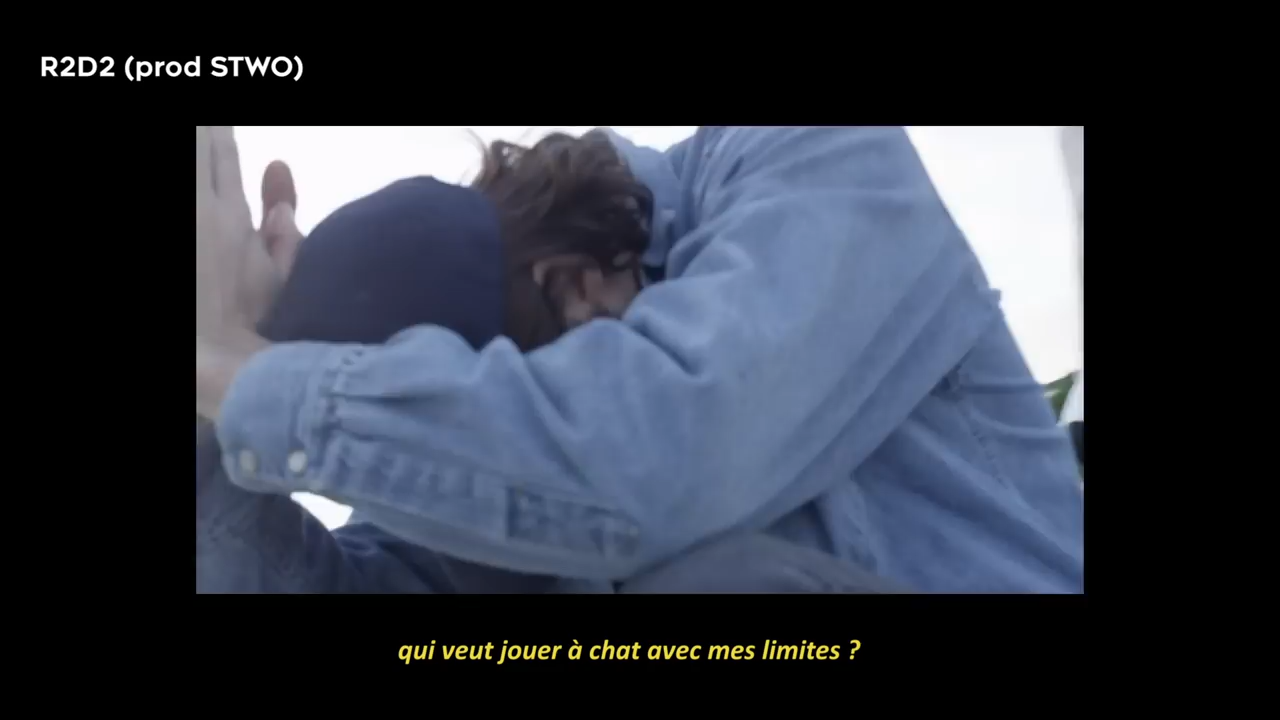 R2D2 (prod STWO)
qui veut jouer à chat avec mes limites ?